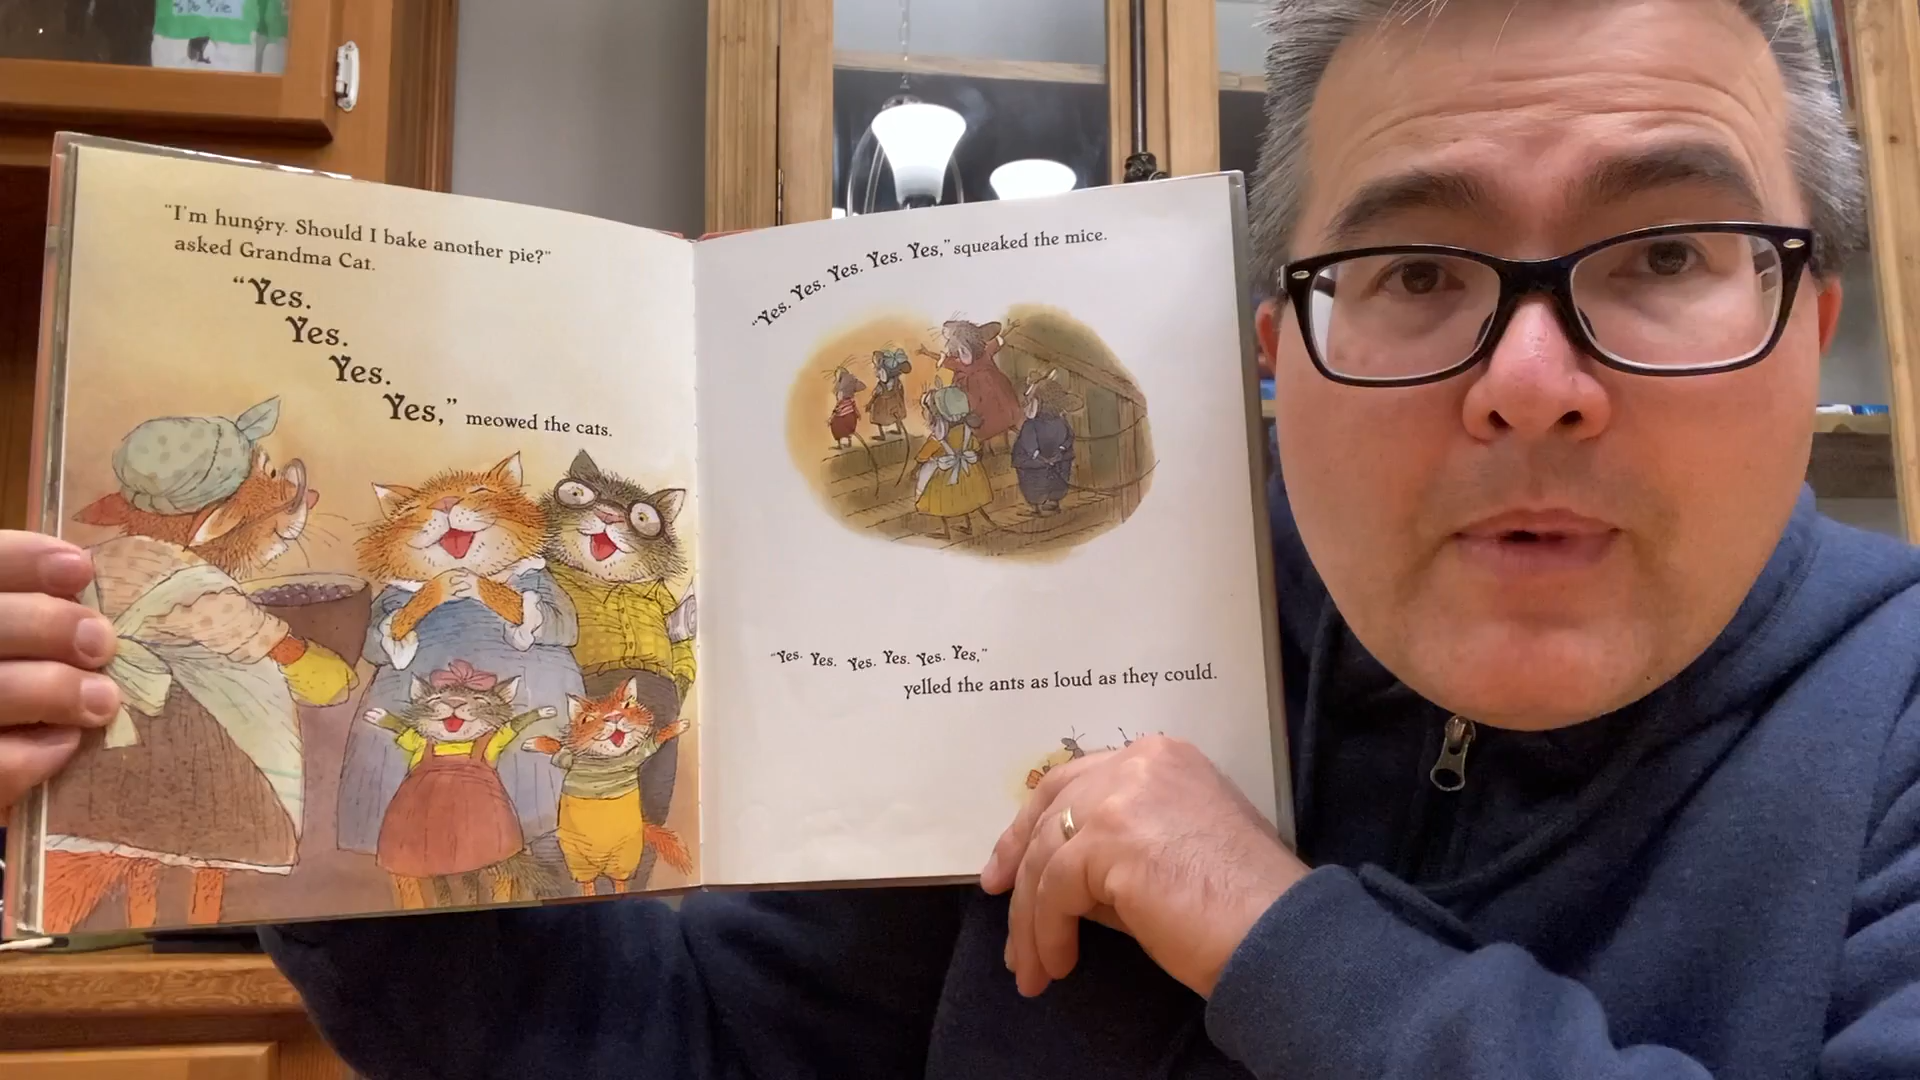 "I'm hungry. Should I bake another pie?"
asked Grandma Cat.
"Yes.
Yes.
Yes.
Yes," meowed the cats.
"Yes. Yes. Yes. Yes. Yes," squeaked the mice.
"Yes. Yes. Yes. Yes. Yes. Yes,"
yelled the ants as loud as they could.